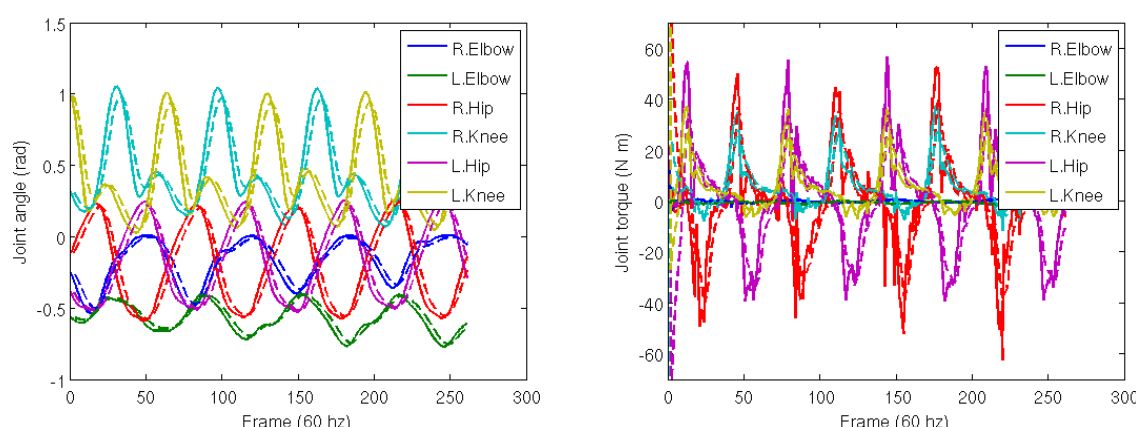 1.5
1
0.5
0
-0.5
-1
Joint angle (rad)
0 50 100 150 200 250 300
Frame (60 hz)
R.Elbow
L.Elbow
R.Hip
R.Knee
L.Hip
L.Knee
60
40
20
0
-20
-40
-60
Joint torque (N m)
0 50 100 150 200 250 300
Frame (60 hz)
R.Elbow
L.Elbow
R.Hip
R.Knee
L.Hip
L.Knee